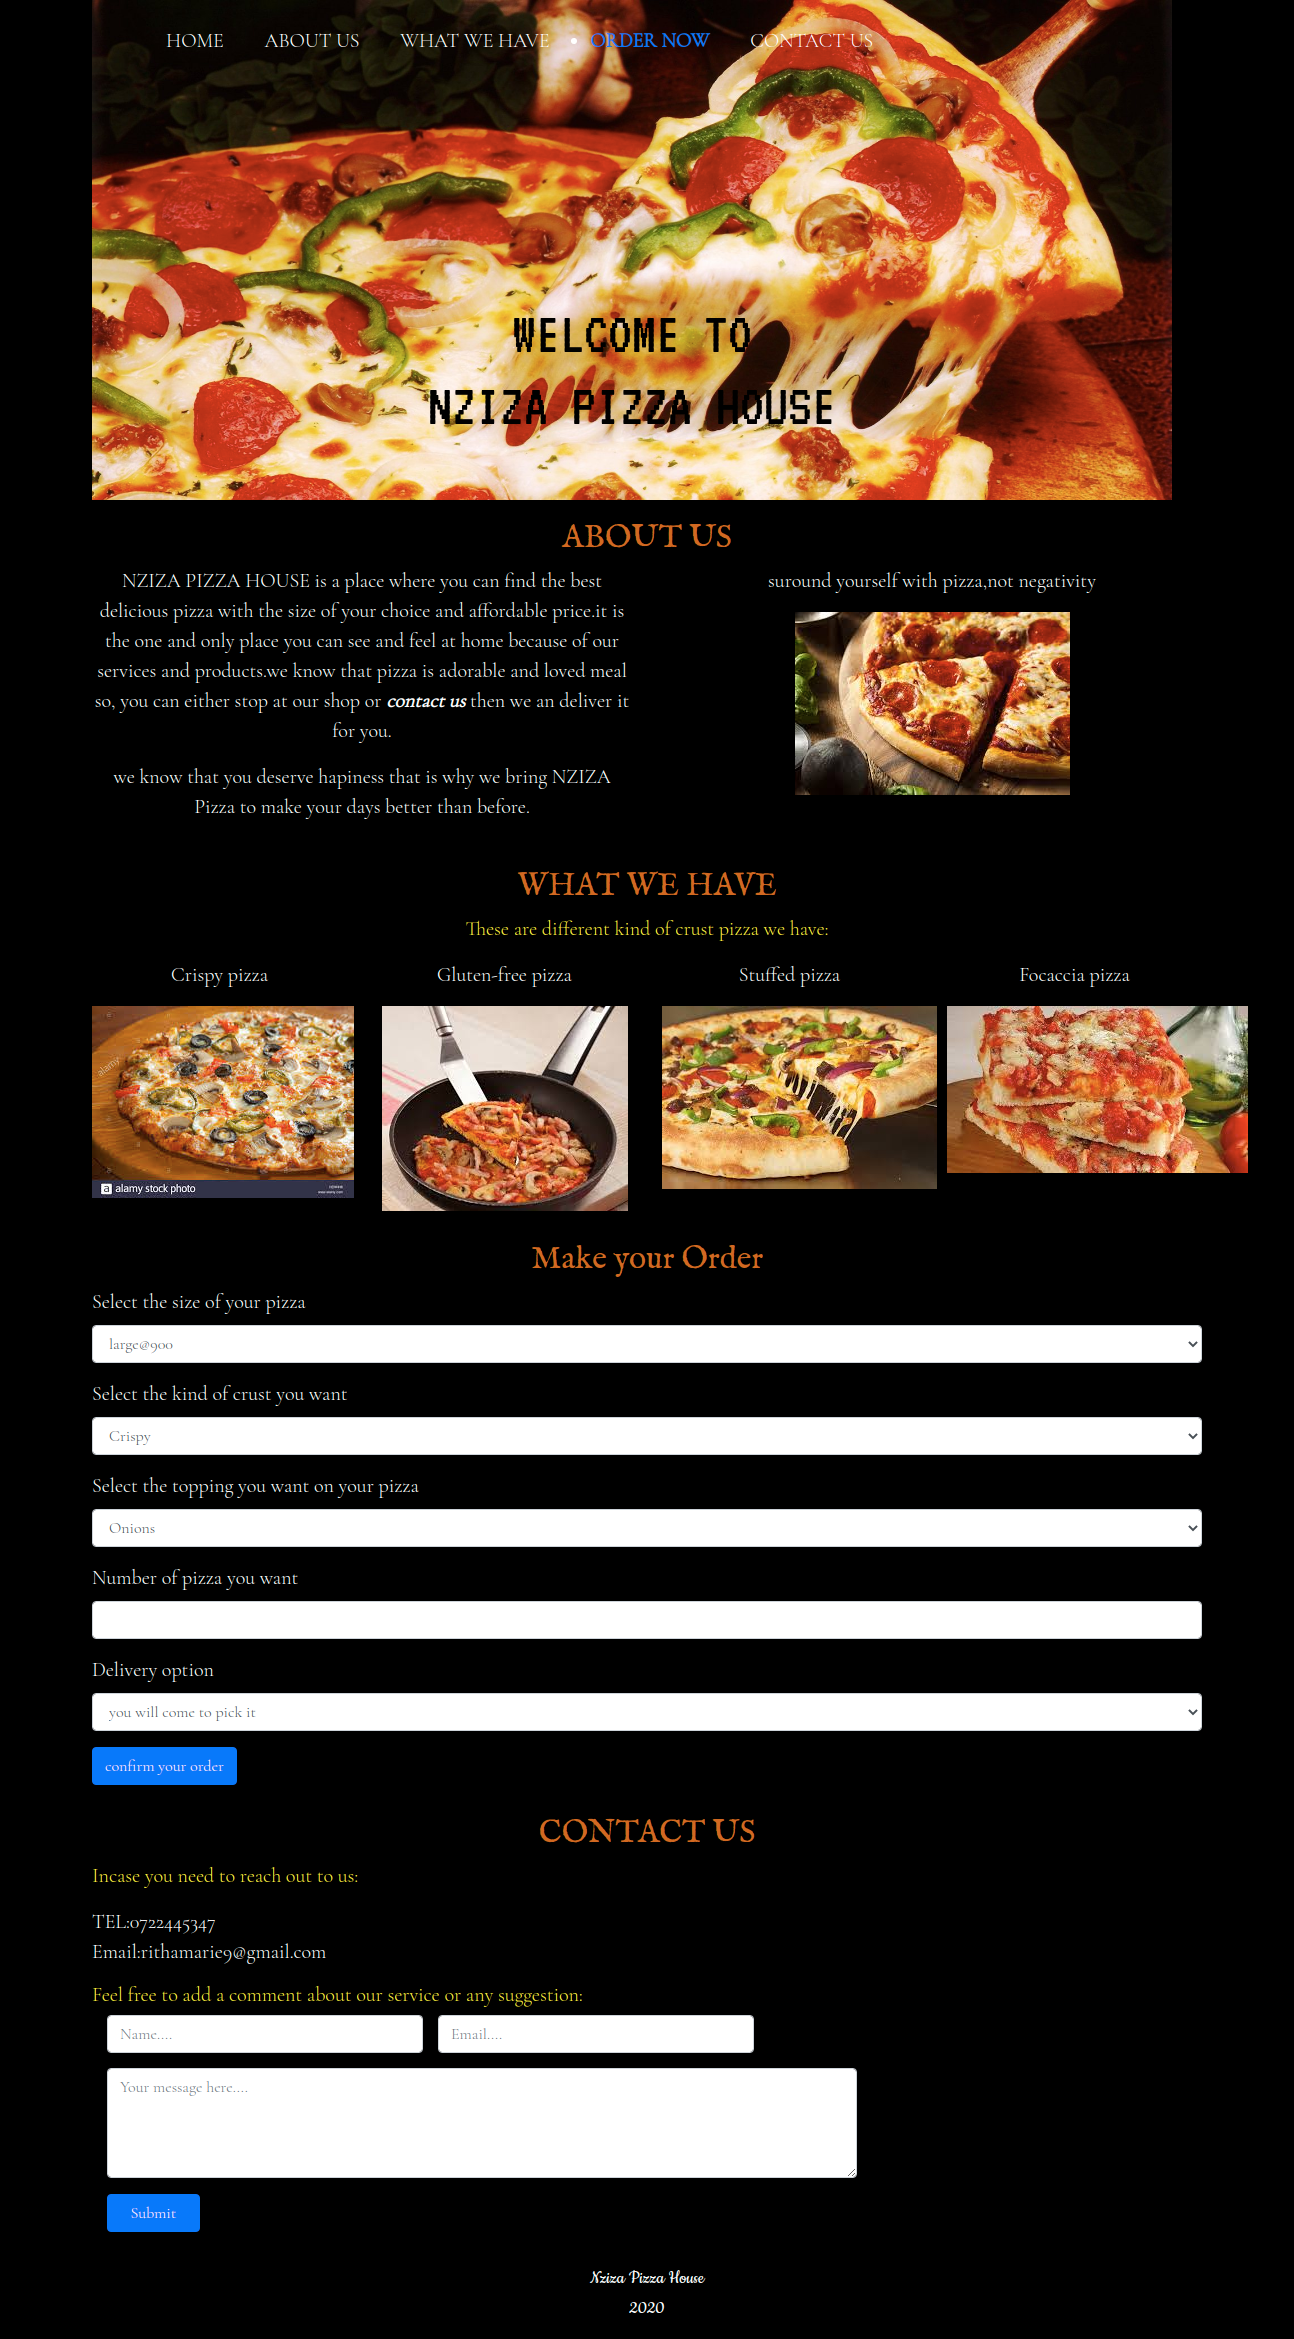 HOME ABOUT US WHAT WE HAVE • ORDER NOW CONTACT US
WELCOME TO
NZIZA PIZZA HOUSE
ABOUT US
NZIZA PIZZA HOUSE is a place where you can find the best
delicious pizza with the size of your choice and affordable price.it is
the one and only place you can see and feel at home because of our
services and products.we know that pizza is adorable and loved meal
so, you can either stop at our shop or contact us then we an deliver it
for you.
we know that you deserve hapiness that is why we bring NZIZA
Pizza to make your days better than before.
suround yourself with pizza,not negativity
WHAT WE HAVE
These are different kind of crust pizza we have:
Crispy pizza
Gluten-free pizza
Stuffed pizza
Focaccia pizza
alamy
a alamy stock photo
Make your Order
Select the size of your pizza
large@900
Select the kind of crust you want
Crispy
Select the topping you want on your pizza
Onions
Number of pizza you want
Delivery option
you will come to pick it
confirm your order
CONTACT US
Incase you need to reach out to us:
TEL:0722445347
Email:rithamarie9@gmail.com
Feel free to add a comment about our service or any suggestion:
Name.... Email....
Your message here....
Submit
Nziza Pizza House
2020